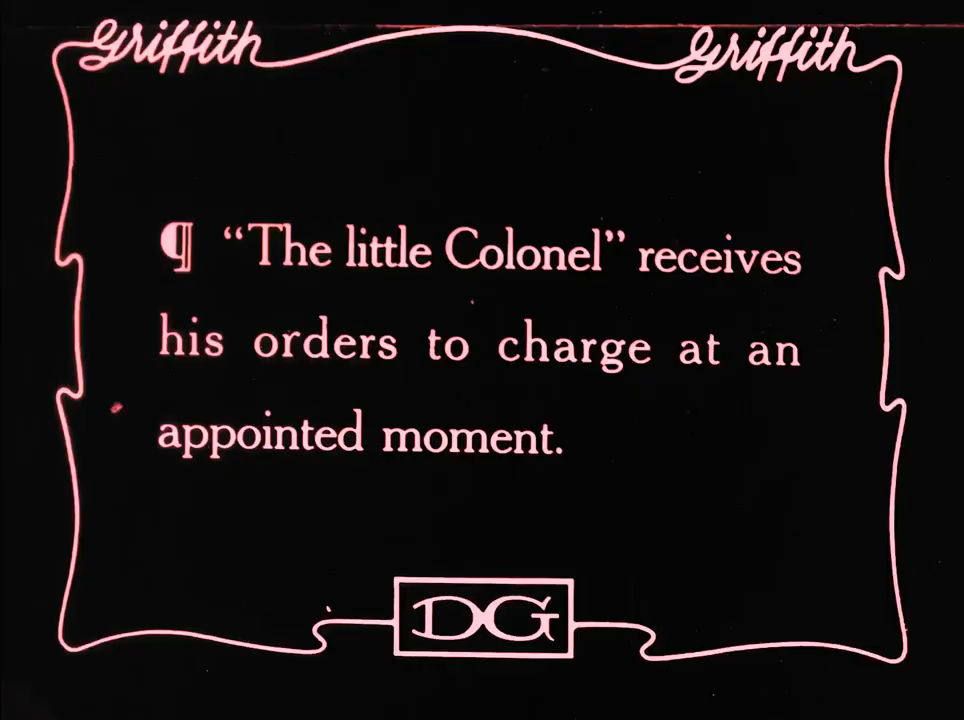 Griffith Griffith
¶ “The little Colonel” receives
his orders to charge at an
appointed moment.
DG